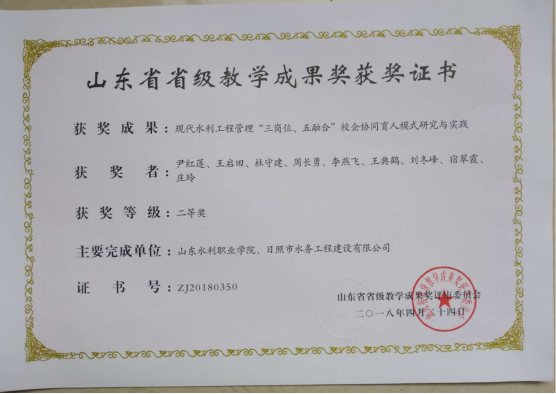 山东省省级教学成果奖获奖证书
获奖成果：现代水利工程管理“三岗位、五融合”校企协同育人模式研究与实践
获奖者：尹红莲、王启田、杜守建、周长勇、李燕飞、王典鹤、刘冬峰、宿翠霞、
庄玲
获奖等级：二等奖
主要完成单位：山东水利职业学院、日照市水务工程建设有限公司
证书号：ZJ20180350
山东省省级教学成果奖评审委员会
二〇一八年四月二十四日